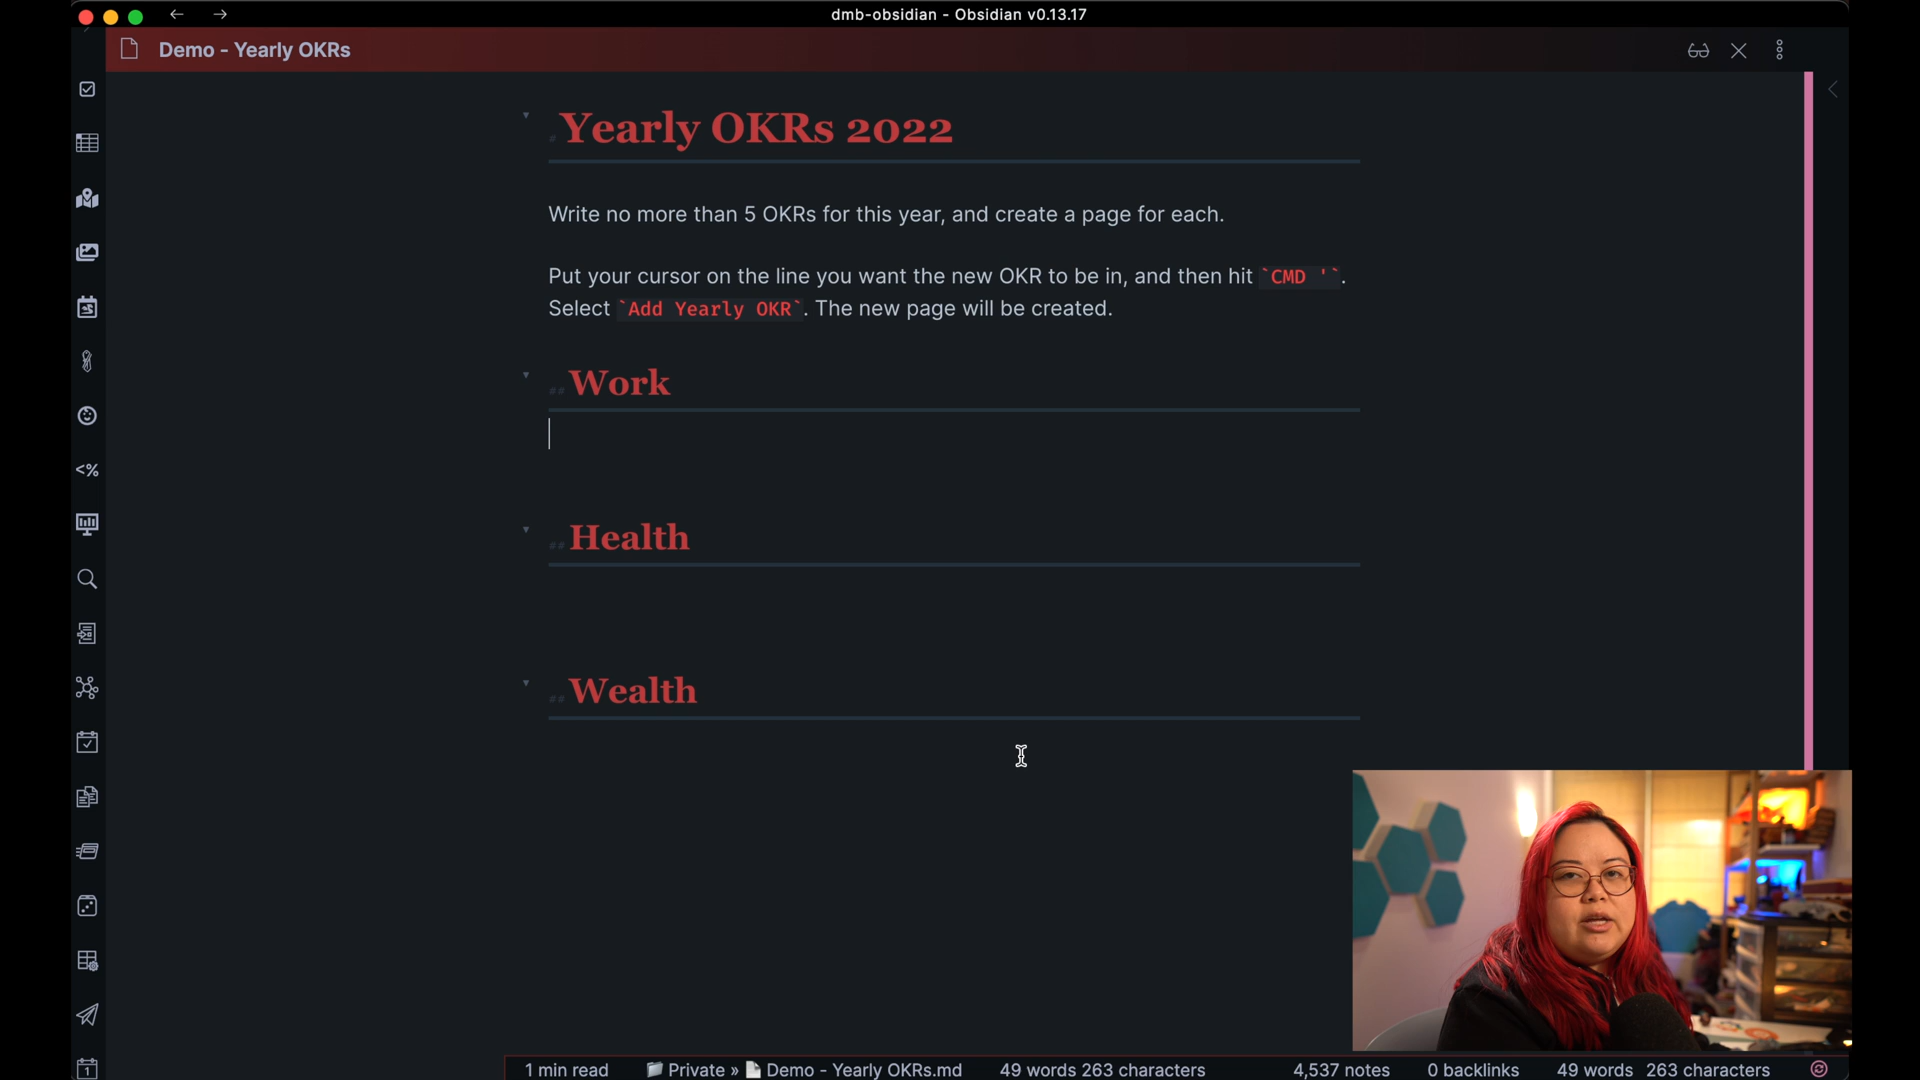 dmb-obsidian - Obsidian v0.13.17
Demo - Yearly OKRs
# Yearly OKRs 2022
Write no more than 5 OKRs for this year, and create a page for each.
Put your cursor on the line you want the new OKR to be in, and then hit `CMD '`.
Select `Add Yearly OKR`. The new page will be created.
## Work
## Health
<%
## Wealth
1
1 min read Private » Demo - Yearly OKRs.md 49 words 263 characters 4,537 notes 0 backlinks 49 words 263 characters